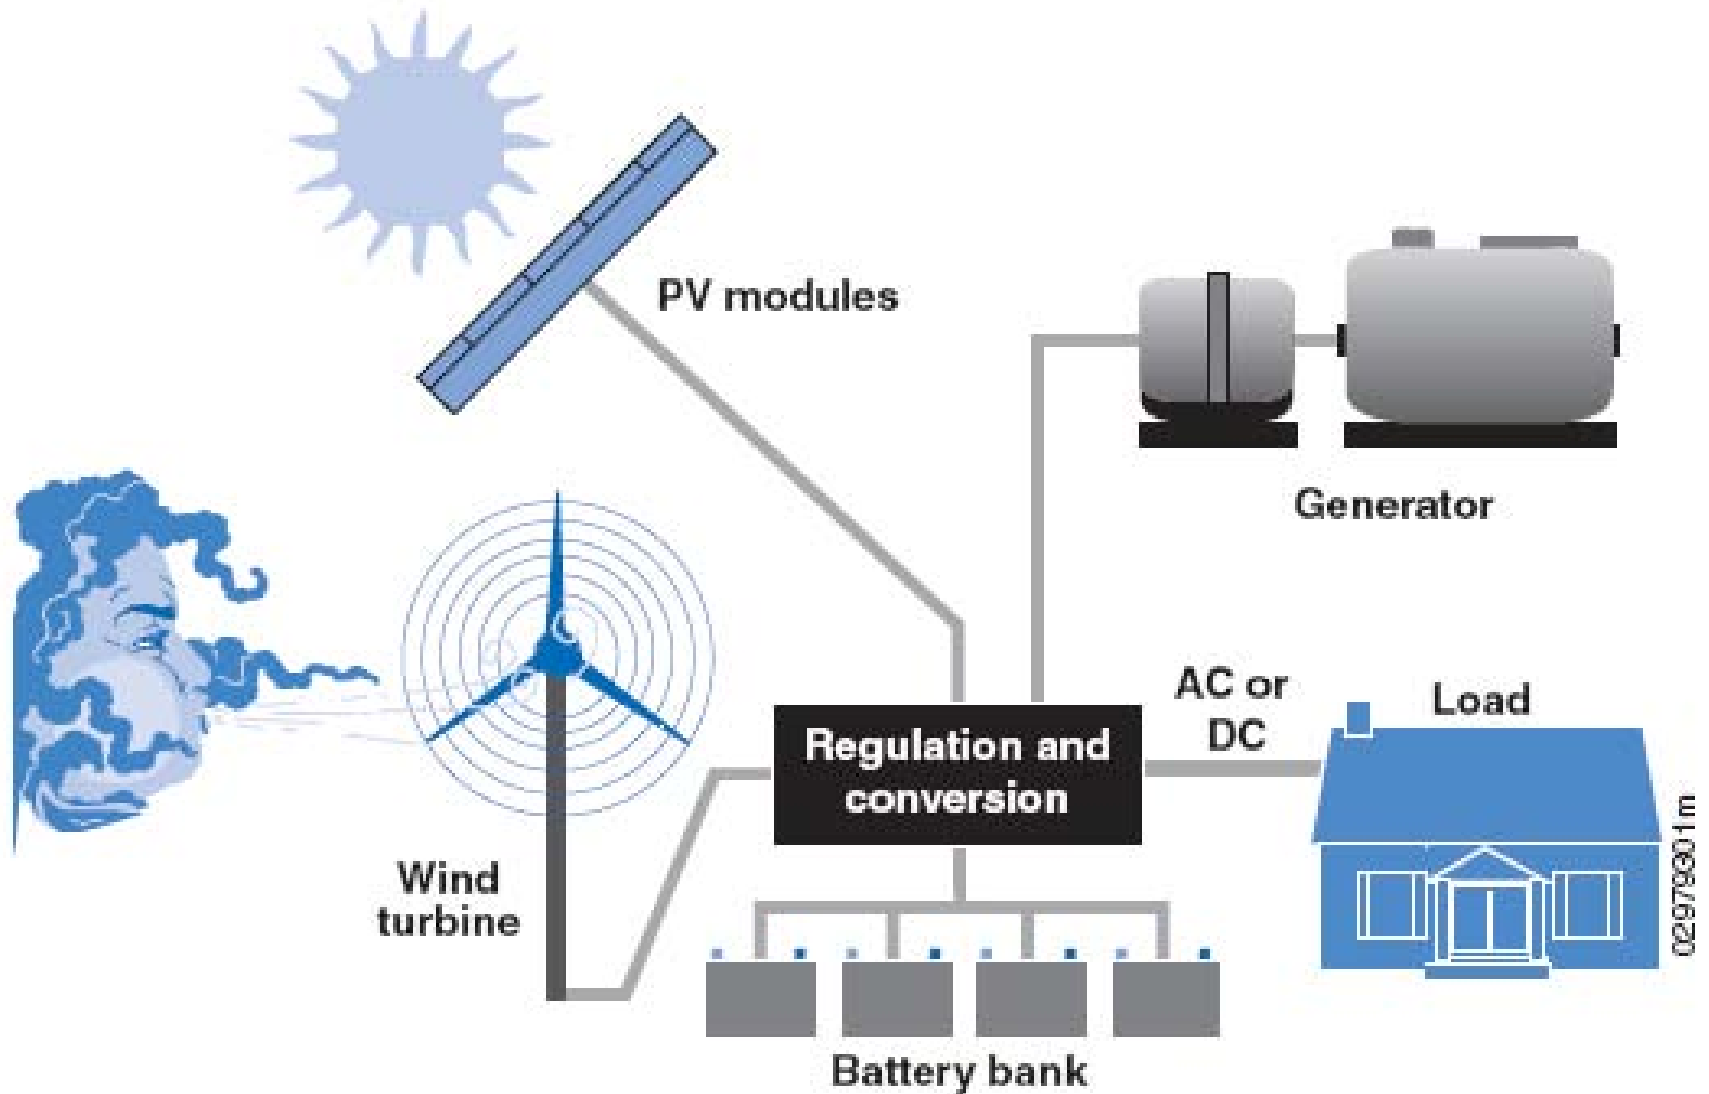 PV modules
Generator
AC or
DC
Load
Regulation and
conversion
Wind
turbine
Battery bank
02979301m